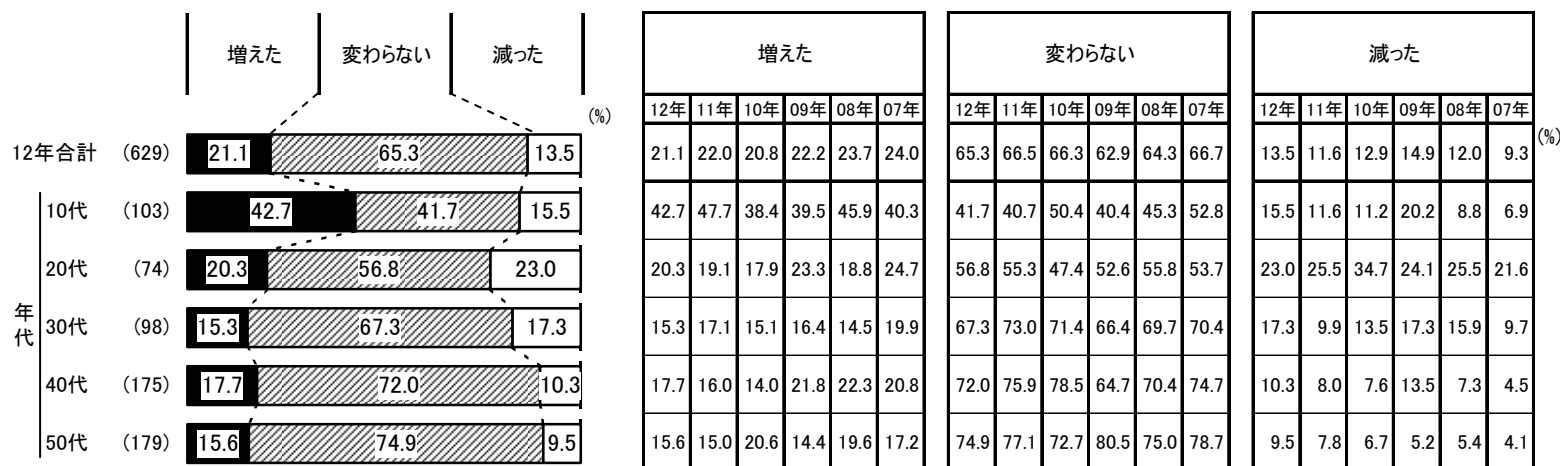 増えた 変わらない 減った 増えた 変わらない 減った
(%) 12年 11年 10年 09年 08年 07年 12年 11年 10年 09年 08年 07年 12年 11年 10年 09年 08年 07年 (%)
12年合計 (629) 21.1 65.3 13.5 21.1 22.0 20.8 22.2 23.7 24.0 65.3 66.5 66.3 62.9 64.3 66.7 13.5 11.6 12.9 14.9 12.0 9.3
年代
10代 (103) 42.7 41.7 15.5 42.7 47.7 38.4 39.5 45.9 40.3 41.7 40.7 50.4 40.4 45.3 52.8 15.5 11.6 11.2 20.2 8.8 6.9
20代 (74) 20.3 56.8 23.0 20.3 19.1 17.9 23.3 18.8 24.7 56.8 55.3 47.4 52.6 55.8 53.7 23.0 25.5 34.7 24.1 25.5 21.6
30代 (98) 15.3 67.3 17.3 15.3 17.1 15.1 16.4 14.5 19.9 67.3 73.0 71.4 66.4 69.7 70.4 17.3 9.9 13.5 17.3 15.9 9.7
40代 (175) 17.7 72.0 10.3 17.7 16.0 14.0 21.8 22.3 20.8 72.0 75.9 78.5 64.7 70.4 74.7 10.3 8.0 7.6 13.5 7.3 4.5
50代 (179) 15.6 74.9 9.5 15.6 15.0 20.6 14.4 19.6 17.2 74.9 77.1 72.7 80.5 75.0 78.7 9.5 7.8 6.7 5.2 5.4 4.1